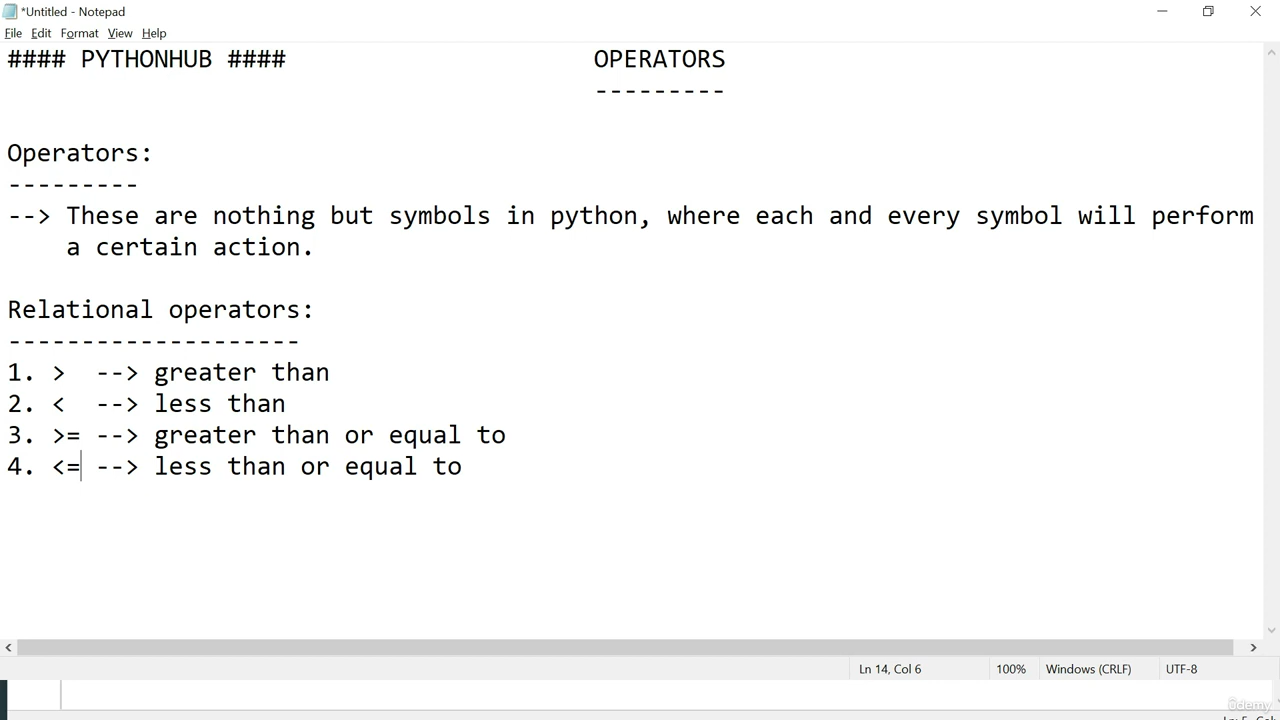 *Untitled - Notepad
File Edit Format View Help
#### PYTHONHUB #### OPERATORS
---------
Operators:
---------
--> These are nothing but symbols in python, where each and every symbol will perform
a certain action.
Relational operators:
--------------------
1. > --> greater than
2. < --> less than
3. >= --> greater than or equal to
4. <= --> less than or equal to
Ln 14, Col 6 100% Windows (CRLF) UTF-8
ûdemy